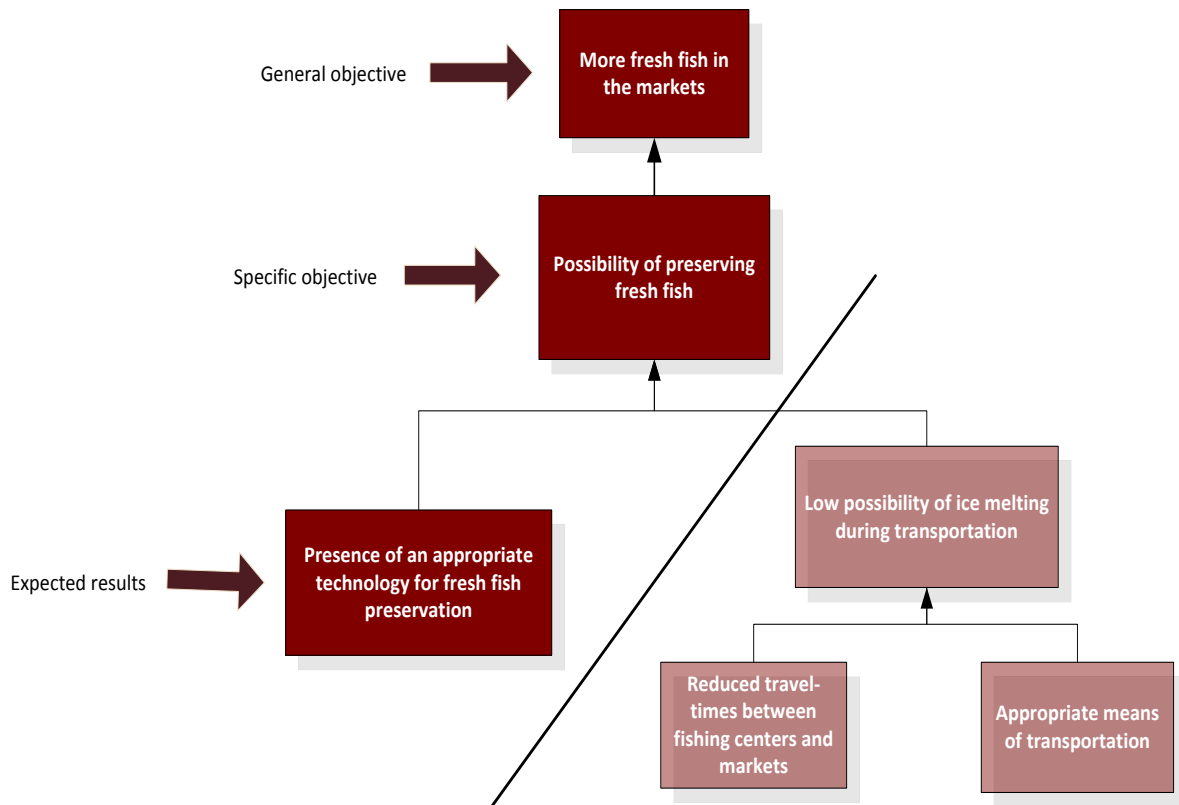 General objective
More fresh fish in
the markets
Specific objective
Possibility of preserving
fresh fish
Low possibility of ice melting
during transportation
Expected results
Presence of an appropriate
technology for fresh fish
preservation
Reduced travel-
times between
fishing centers and
markets
Appropriate means
of transportation